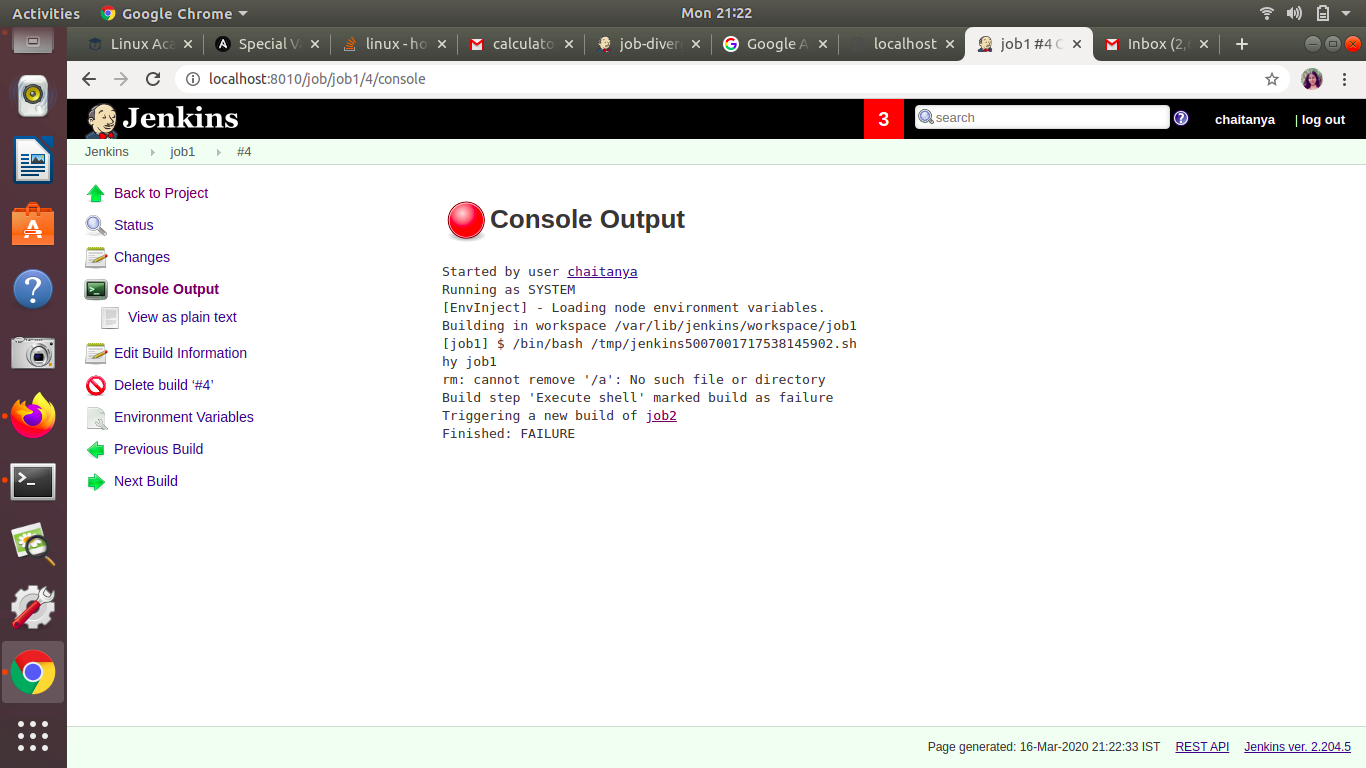 Activities Google Chrome Mon 21:22
Linux Aca Special V linux - ho calculato job-diver Google A localhost job1 #4 C Inbox (2,
localhost:8010/job/job1/4/console
Jenkins 3 search chaitanya | log out
Jenkins job1 #4
Back to Project
Status
Changes
Console Output
View as plain text
Edit Build Information
Delete build ‘#4’
Environment Variables
Previous Build
Next Build
Console Output
Started by user chaitanya
Running as SYSTEM
[EnvInject] - Loading node environment variables.
Building in workspace /var/lib/jenkins/workspace/job1
[job1] $ /bin/bash /tmp/jenkins5007001717538145902.sh
hy job1
rm: cannot remove '/a': No such file or directory
Build step 'Execute shell' marked build as failure
Triggering a new build of job2
Finished: FAILURE
Page generated: 16-Mar-2020 21:22:33 IST REST API Jenkins ver. 2.204.5